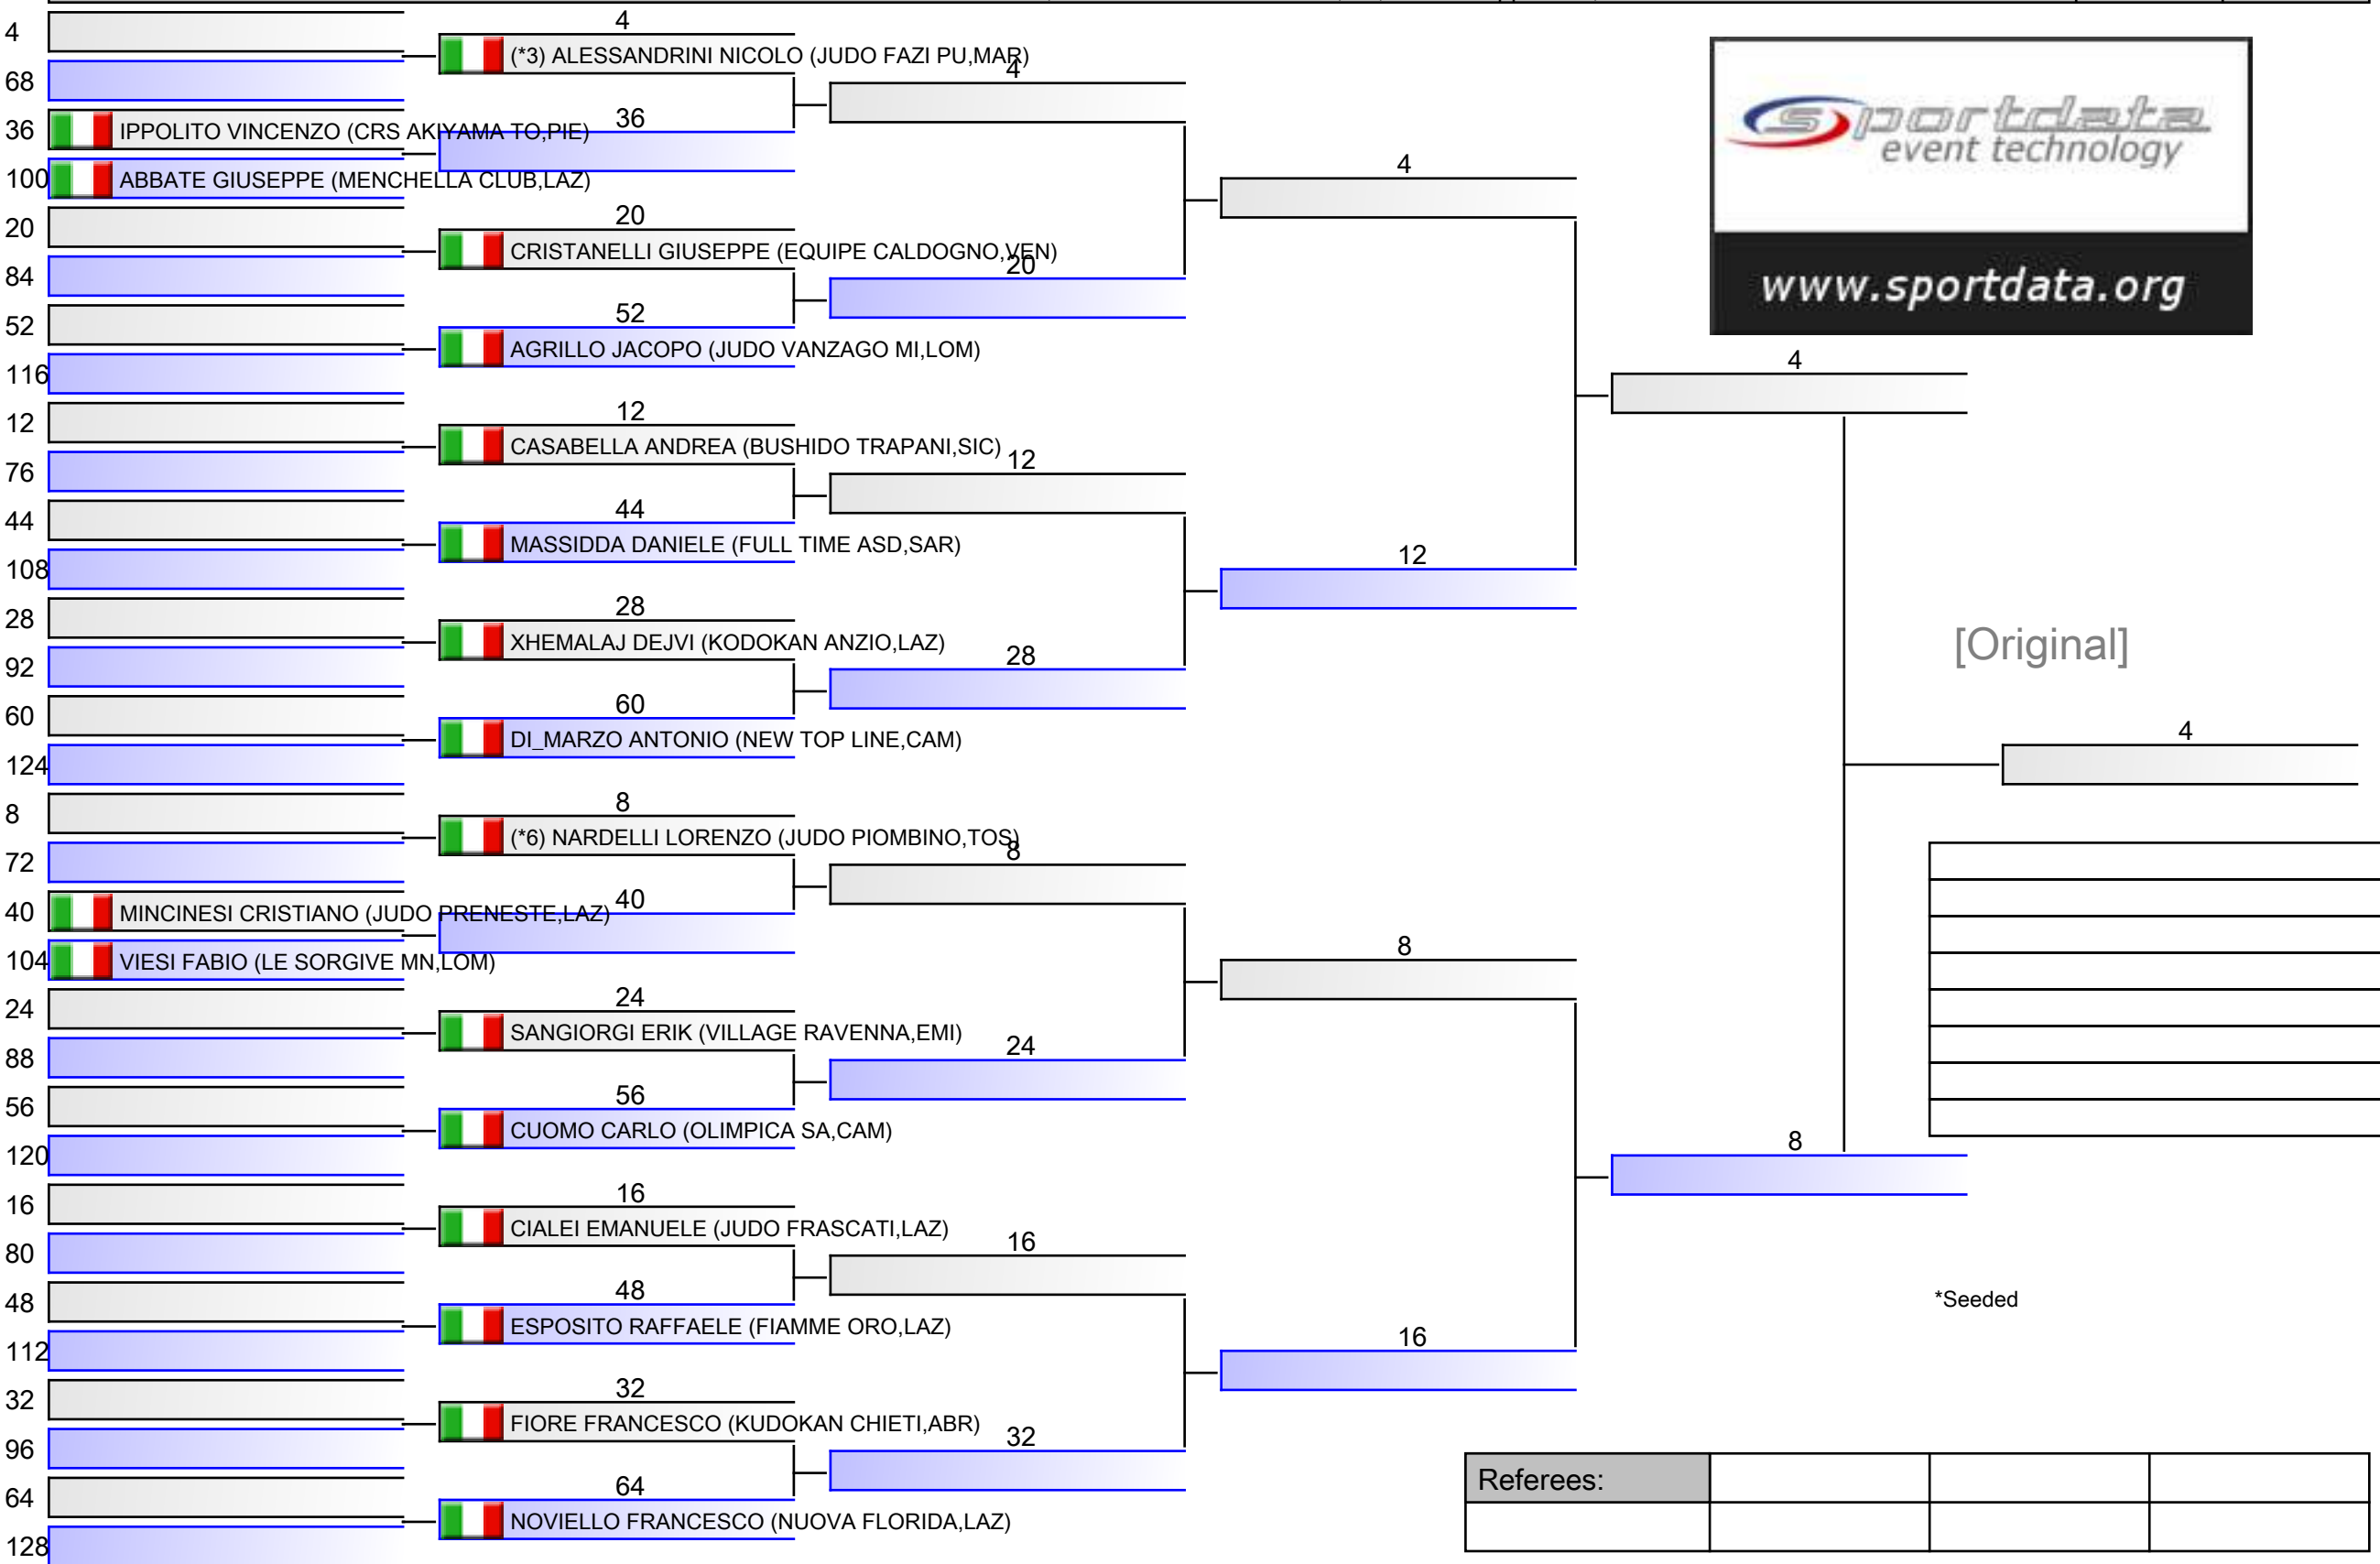 4
4
(*3) ALESSANDRINI NICOLO (JUDO FAZI PU,MAR)
4
68
36
36
IPPOLITO VINCENZO (CRS AKIYAMA TO,PIE)
sportdata
event technology
4
100
ABBATE GIUSEPPE (MENCHELLA CLUB,LAZ)
20
20
CRISTANELLI GIUSEPPE (EQUIPE CALDOGNO,VEN)
20
84
www.sportdata.org
52
52
AGRILLO JACOPO (JUDO VANZAGO MI,LOM)
4
116
12
12
CASABELLA ANDREA (BUSHIDO TRAPANI,SIC)
12
76
44
44
MASSIDDA DANIELE (FULL TIME ASD,SAR)
12
108
28
28
XHEMALAJ DEJVI (KODOKAN ANZIO,LAZ)
28
[Original]
92
60
60
DI_MARZO ANTONIO (NEW TOP LINE,CAM)
4
124
8
8
(*6) NARDELLI LORENZO (JUDO PIOMBINO,TOS)
8
72
40
40
MINCINESI CRISTIANO (JUDO PRENESTE,LAZ)
8
104
VIESI FABIO (LE SORGIVE MN,LOM)
24
24
SANGIORGI ERIK (VILLAGE RAVENNA,EMI)
24
88
56
56
CUOMO CARLO (OLIMPICA SA,CAM)
8
120
16
16
CIALEI EMANUELE (JUDO FRASCATI,LAZ)
16
80
48
48
*Seeded
ESPOSITO RAFFAELE (FIAMME ORO,LAZ)
16
112
32
32
FIORE FRANCESCO (KUDOKAN CHIETI,ABR)
32
96
64
64
Referees:
NOVIELLO FRANCESCO (NUOVA FLORIDA,LAZ)
128